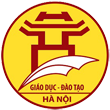 GIÁO DỤC - ĐÀO TẠO
HÀ NỘI